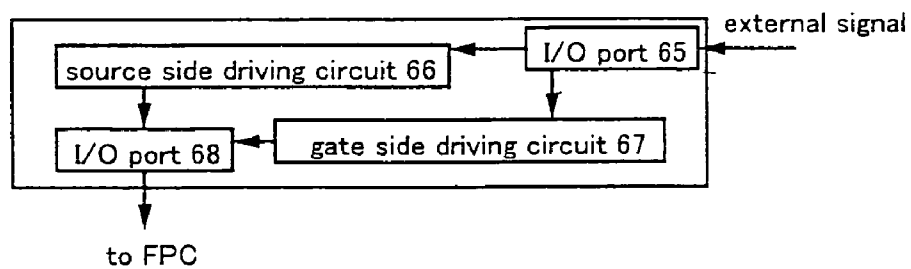 external signal
I/O port 65
source side driving circuit 66
I/O port 68
gate side driving circuit 67
to FPC